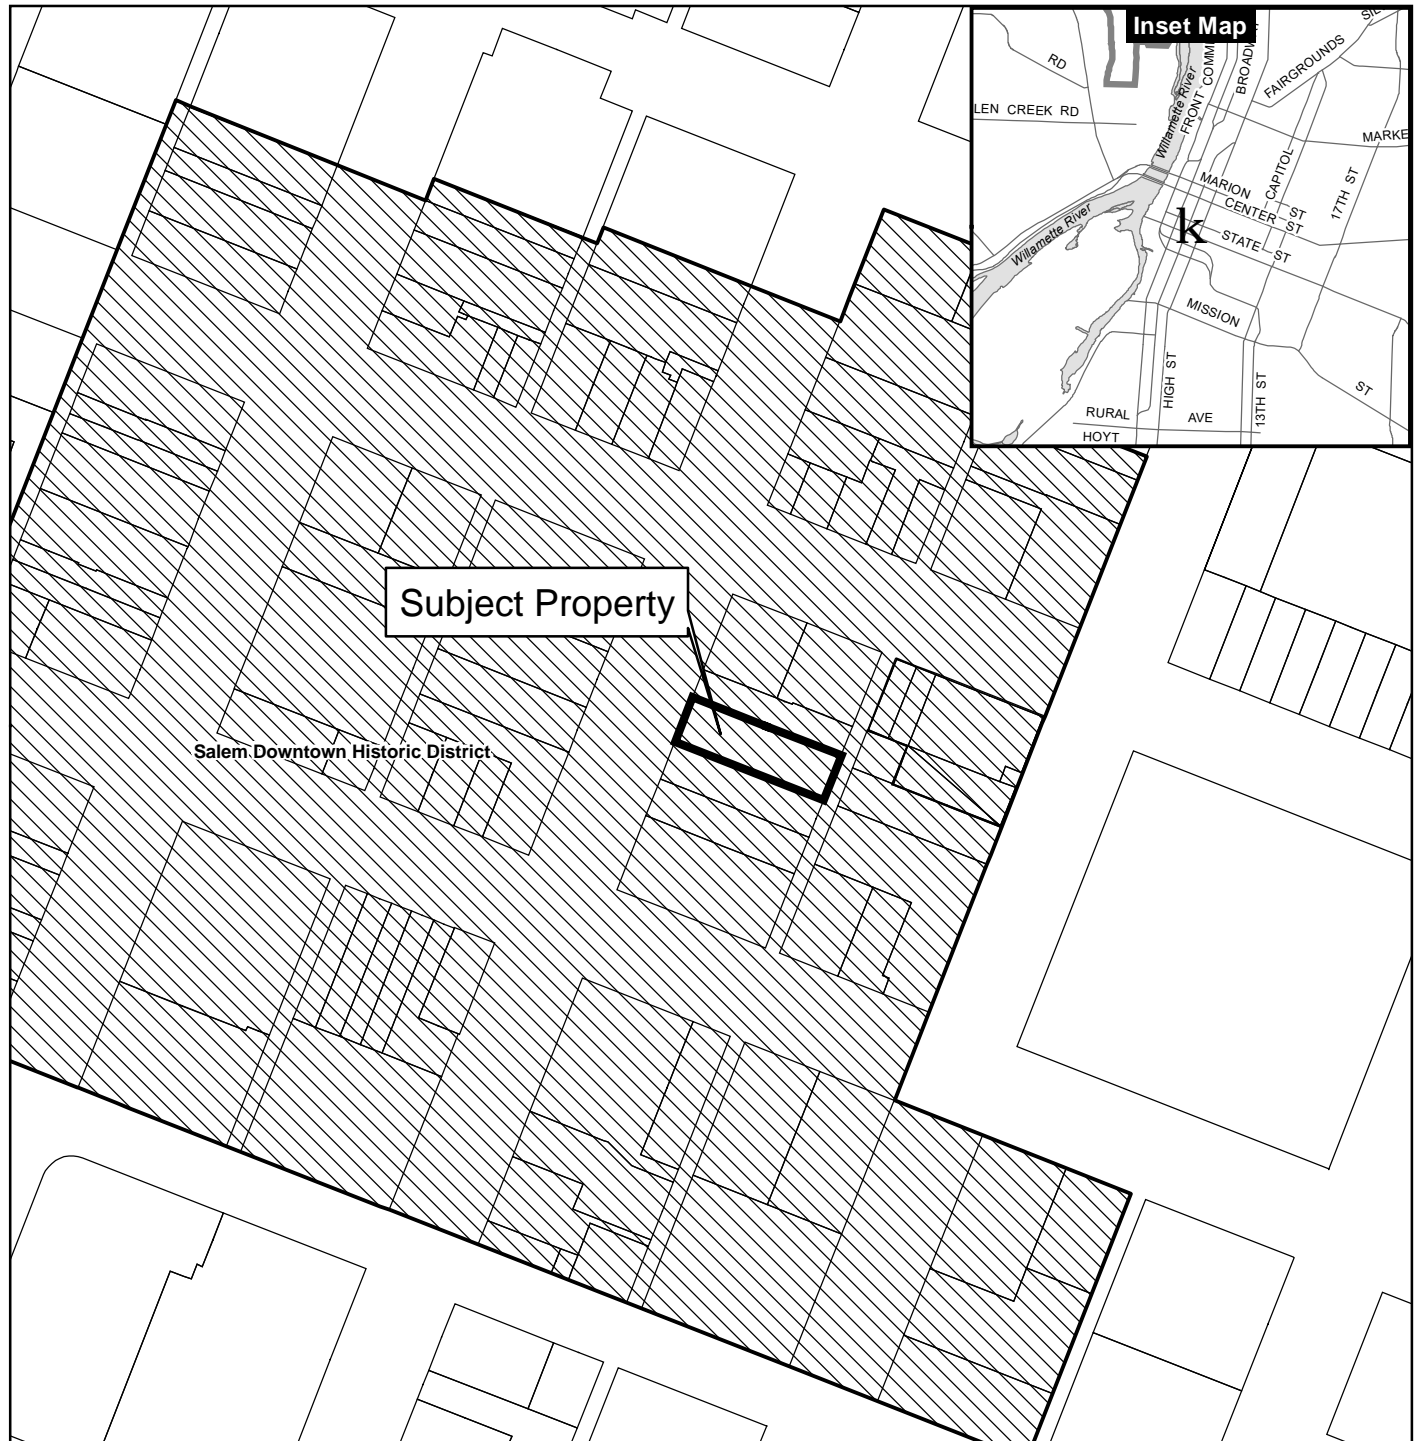 Inset Map
RD
LEN CREEK RD
Willamette River
FRONT
COMM
BROADW
FAIRGROUNDS
MARKE
CAPITOL
17TH ST
MARION ST
CENTER ST
STATE ST
k
Willamette River
MISSION
ST
HIGH ST
13TH ST
RURAL AVE
HOYT
Subject Property
Salem Downtown Historic District